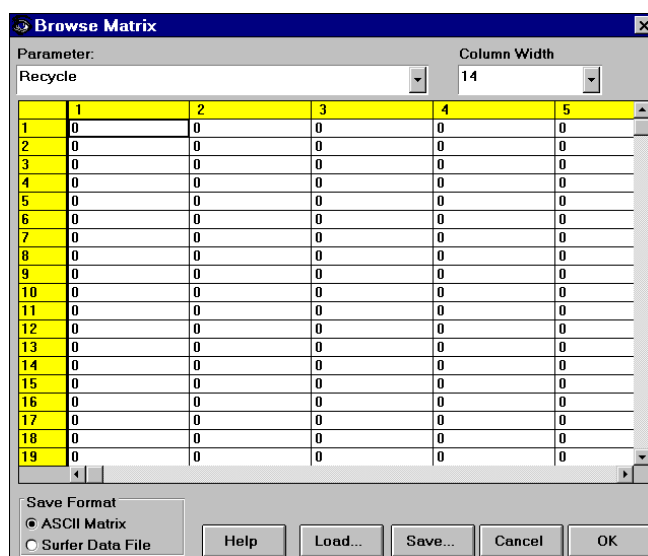 Browse Matrix
Parameter: Column Width
Recycle 14
1 2 3 4 5
1 0 0 0 0 0
2 0 0 0 0 0
3 0 0 0 0 0
4 0 0 0 0 0
5 0 0 0 0 0
6 0 0 0 0 0
7 0 0 0 0 0
8 0 0 0 0 0
9 0 0 0 0 0
10 0 0 0 0 0
11 0 0 0 0 0
12 0 0 0 0 0
13 0 0 0 0 0
14 0 0 0 0 0
15 0 0 0 0 0
16 0 0 0 0 0
17 0 0 0 0 0
18 0 0 0 0 0
19 0 0 0 0 0
Save Format
ASCII Matrix
Surfer Data File
Help Load... Save... Cancel OK